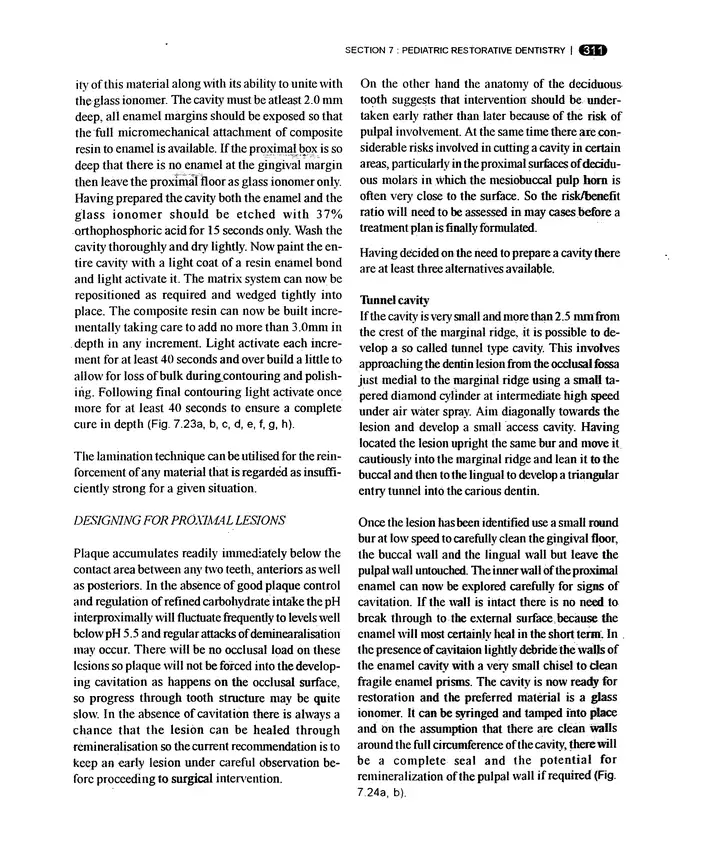 SECTION 7 : PEDIATRIC RESTORATIVE DENTISTRY | 311
ity of this material along with its ability to unite with
the glass ionomer. The cavity must be atleast 2.0 mm
deep, all enamel margins should be exposed so that
the full micromechanical attachment of composite
resin to enamel is available. If the proximal box is so
deep that there is no enamel at the gingival margin
then leave the proximal floor as glass ionomer only.
Having prepared the cavity both the enamel and the
glass ionomer should be etched with 37%
orthophosphoric acid for 15 seconds only. Wash the
cavity thoroughly and dry lightly. Now paint the en-
tire cavity with a light coat of a resin enamel bond
and light activate it. The matrix system can now be
repositioned as required and wedged tightly into
place. The composite resin can now be built incre-
mentally taking care to add no more than 3.0mm in
depth in any increment. Light activate each incre-
ment for at least 40 seconds and over build a little to
allow for loss of bulk during contouring and polish-
ing. Following final contouring light activate once
more for at least 40 seconds to ensure a complete
cure in depth (Fig. 7.23a, b, c, d, e, f, g, h).
The lamination technique can be utilised for the rein-
forcement of any material that is regarded as insuffi-
ciently strong for a given situation.
DESIGNING FOR PROXIMAL LESIONS
Plaque accumulates readily immediately below the
contact area between any two teeth, anteriors as well
as posteriors. In the absence of good plaque control
and regulation of refined carbohydrate intake the pH
interproximally will fluctuate frequently to levels well
below pH 5.5 and regular attacks of demineralisation
may occur. There will be no occlusal load on these
lesions so plaque will not be forced into the develop-
ing cavitation as happens on the occlusal surface,
so progress through tooth structure may be quite
slow. In the absence of cavitation there is always a
chance that the lesion can be healed through
remineralisation so the current recommendation is to
keep an early lesion under careful observation be-
fore proceeding to surgical intervention.
On the other hand the anatomy of the deciduous
tooth suggests that intervention should be under-
taken early rather than later because of the risk of
pulpal involvement. At the same time there are con-
siderable risks involved in cutting a cavity in certain
areas, particularly in the proximal surfaces of decidu-
ous molars in which the mesiobuccal pulp horn is
often very close to the surface. So the risk/benefit
ratio will need to be assessed in may cases before a
treatment plan is finally formulated.
Having decided on the need to prepare a cavity there
are at least three alternatives available.
Tunnel cavity
If the cavity is very small and more than 2.5 mm from
the crest of the marginal ridge, it is possible to de-
velop a so called tunnel type cavity. This involves
approaching the dentin lesion from the occlusal fossa
just medial to the marginal ridge using a small ta-
pered diamond cylinder at intermediate high speed
under air water spray. Aim diagonally towards the
lesion and develop a small access cavity. Having
located the lesion upright the same bur and move it
cautiously into the marginal ridge and lean it to the
buccal and then to the lingual to develop a triangular
entry tunnel into the carious dentin.
Once the lesion has been identified use a small round
bur at low speed to carefully clean the gingival floor,
the buccal wall and the lingual wall but leave the
pulpal wall untouched. The inner wall of the proximal
enamel can now be explored carefully for signs of
cavitation. If the wall is intact there is no need to
break through to the external surface because the
enamel will most certainly heal in the short term. In
the presence of cavitaion lightly debride the walls of
the enamel cavity with a very small chisel to clean
fragile enamel prisms. The cavity is now ready for
restoration and the preferred material is a glass
ionomer. It can be syringed and tamped into place
and on the assumption that there are clean walls
around the full circumference of the cavity, there will
be a complete seal and the potential for
remineralization of the pulpal wall if required (Fig.
7.24a, b).